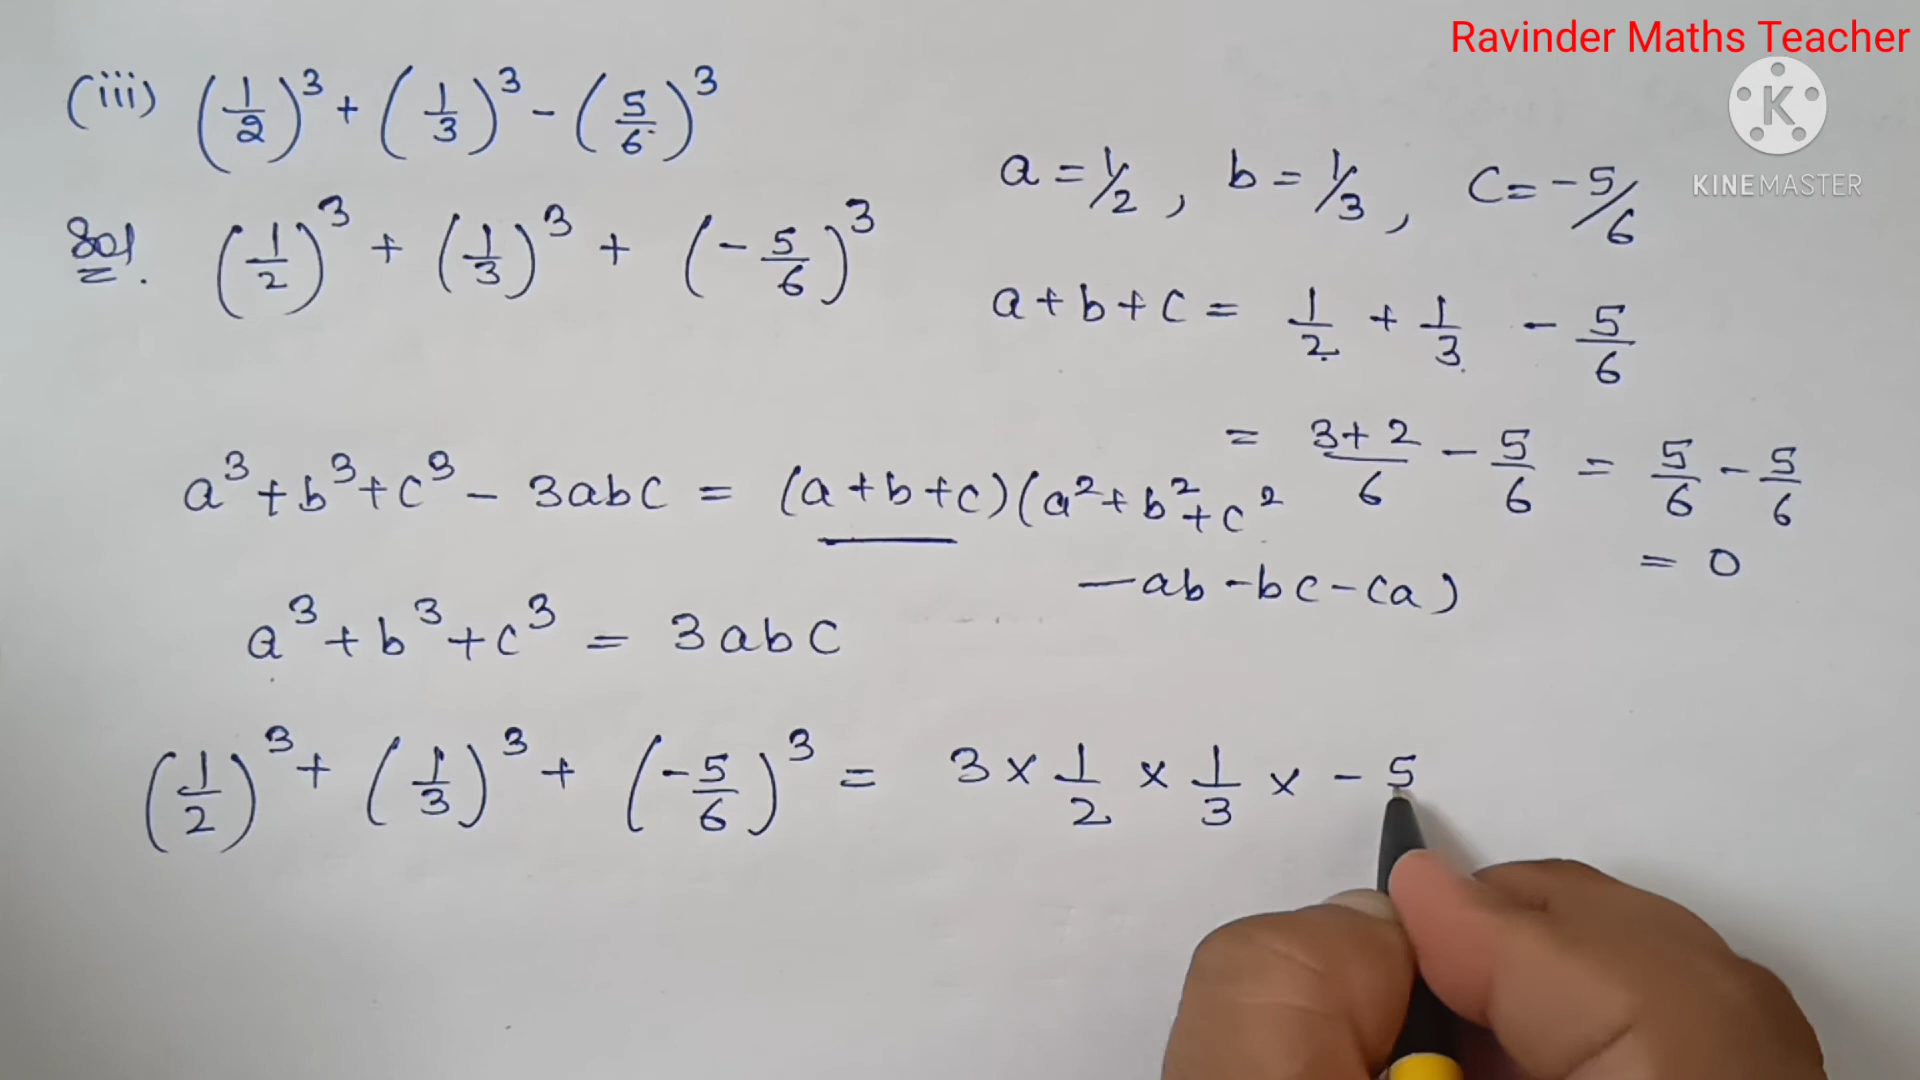 Ravinder Maths Teacher
KINEMASTER
(iii) (1/2)³ + (1/3)³ - (5/6)³
Sol. (1/2)³ + (1/3)³ + (-5/6)³
a = 1/2, b = 1/3, c = -5/6
a+b+c = 1/2 + 1/3 - 5/6
= (3+2)/6 - 5/6 = 5/6 - 5/6
= 0
a³+b³+c³ - 3abc = (a+b+c)(a²+b²+c²
-ab-bc-ca)
a³+b³+c³ = 3abc
(1/2)³ + (1/3)³ + (-5/6)³ = 3 × 1/2 × 1/3 × -5